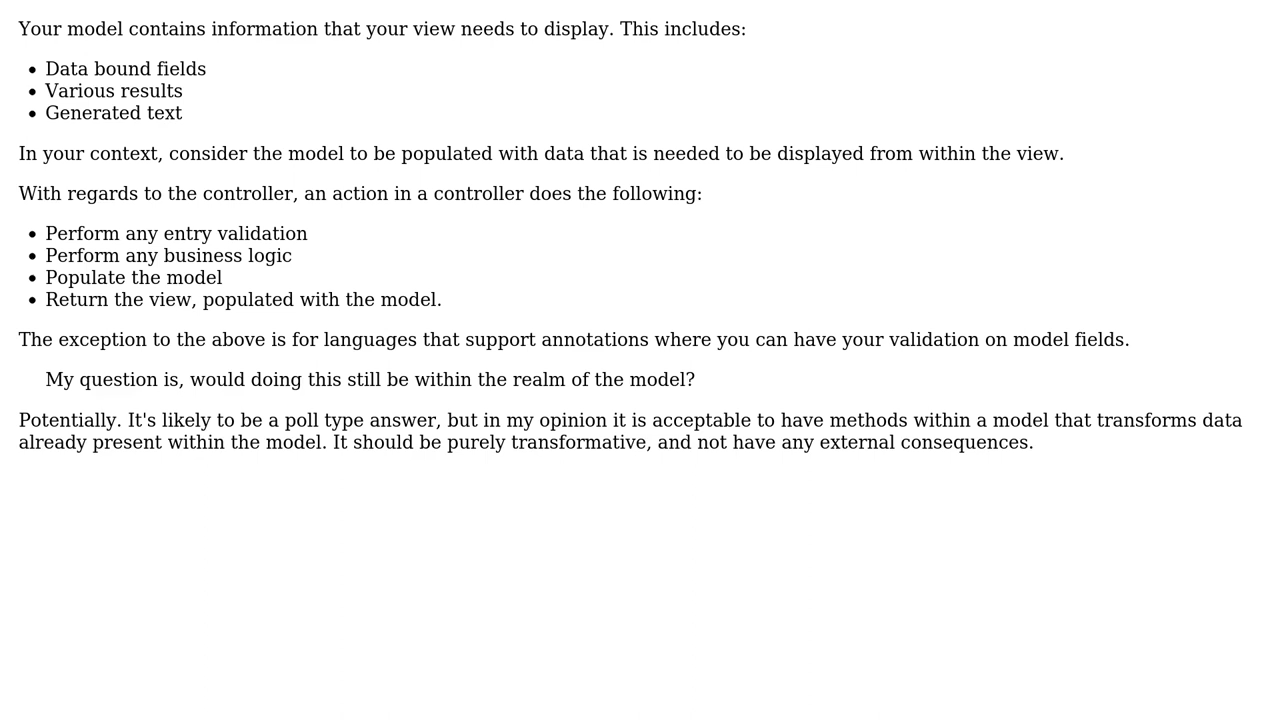 Your model contains information that your view needs to display. This includes:
• Data bound fields
• Various results
• Generated text
In your context, consider the model to be populated with data that is needed to be displayed from within the view.
With regards to the controller, an action in a controller does the following:
• Perform any entry validation
• Perform any business logic
• Populate the model
• Return the view, populated with the model.
The exception to the above is for languages that support annotations where you can have your validation on model fields.
My question is, would doing this still be within the realm of the model?
Potentially. It's likely to be a poll type answer, but in my opinion it is acceptable to have methods within a model that transforms data
already present within the model. It should be purely transformative, and not have any external consequences.